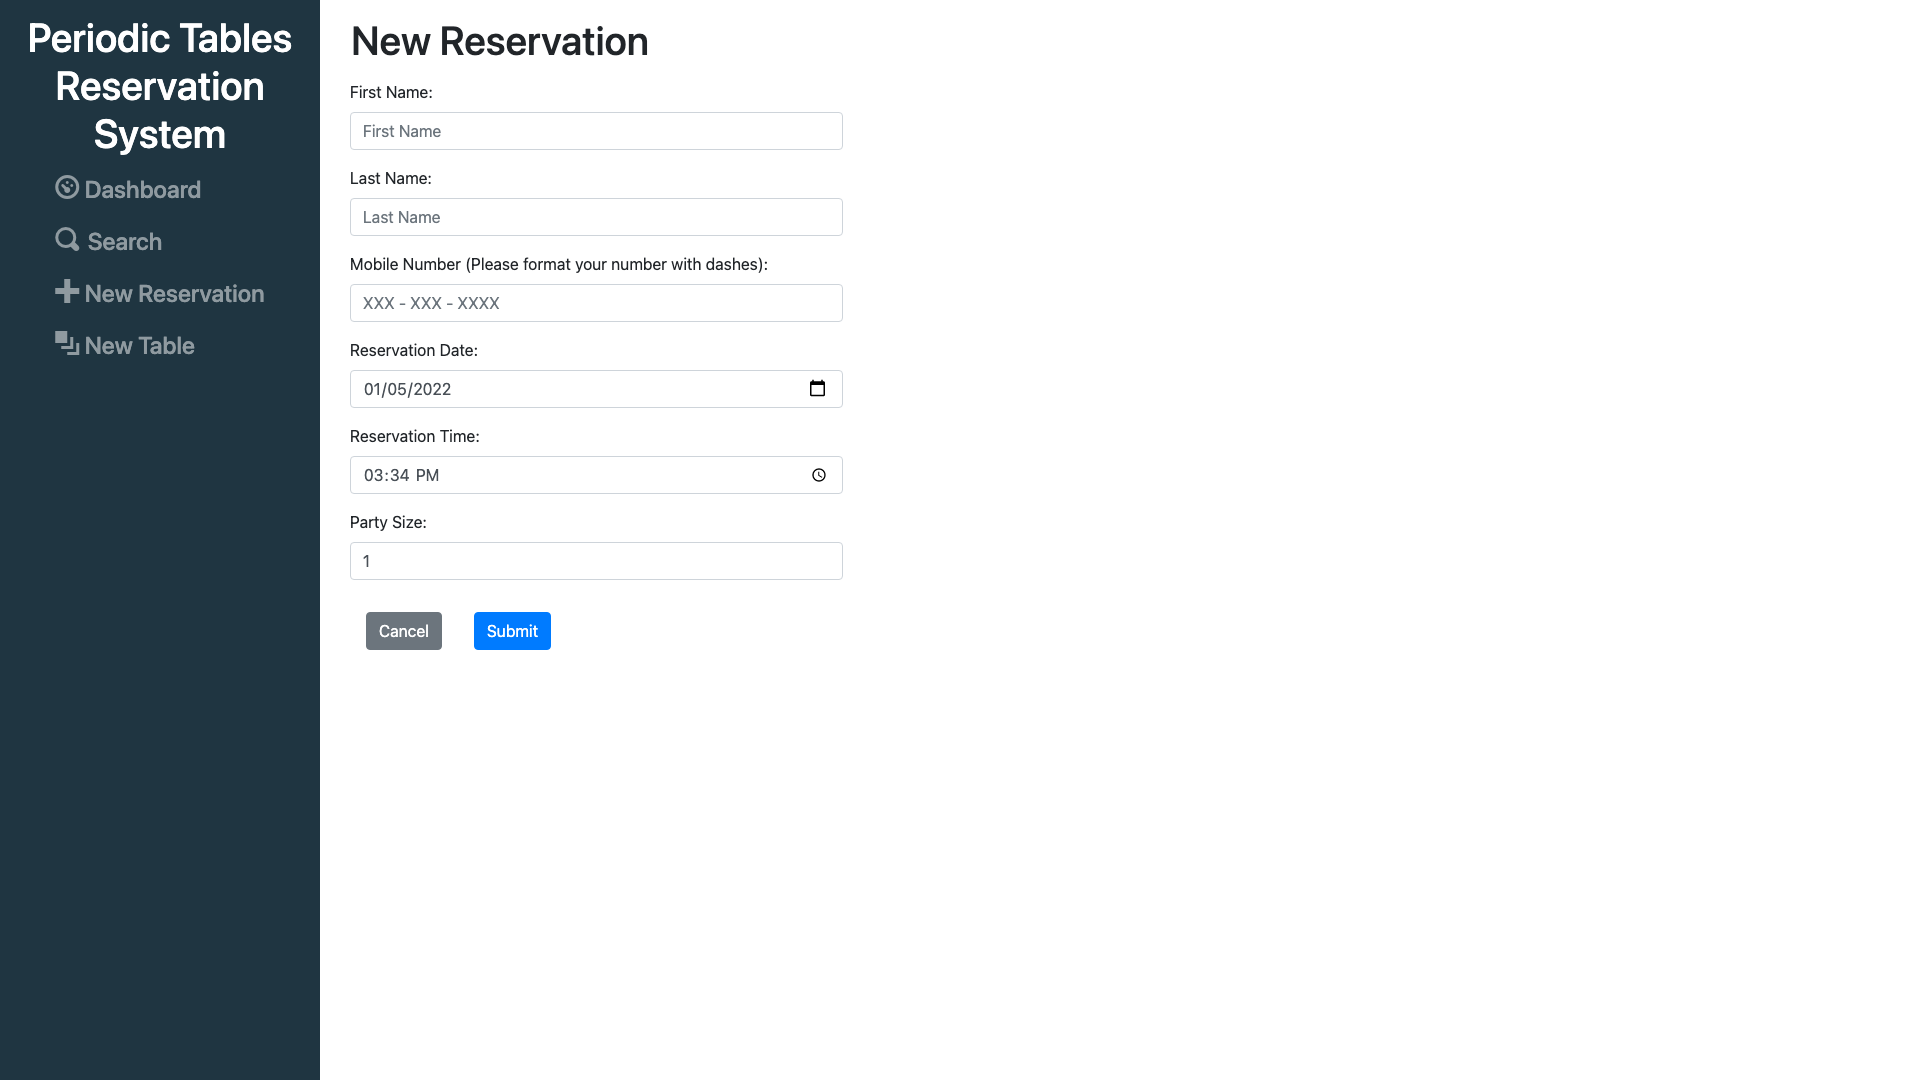 Periodic Tables
Reservation
System
Dashboard
Search
New Reservation
New Table
New Reservation
First Name:
First Name
Last Name:
Last Name
Mobile Number (Please format your number with dashes):
XXX - XXX - XXXX
Reservation Date:
01/05/2022
Reservation Time:
03:34 PM
Party Size:
1
Cancel Submit